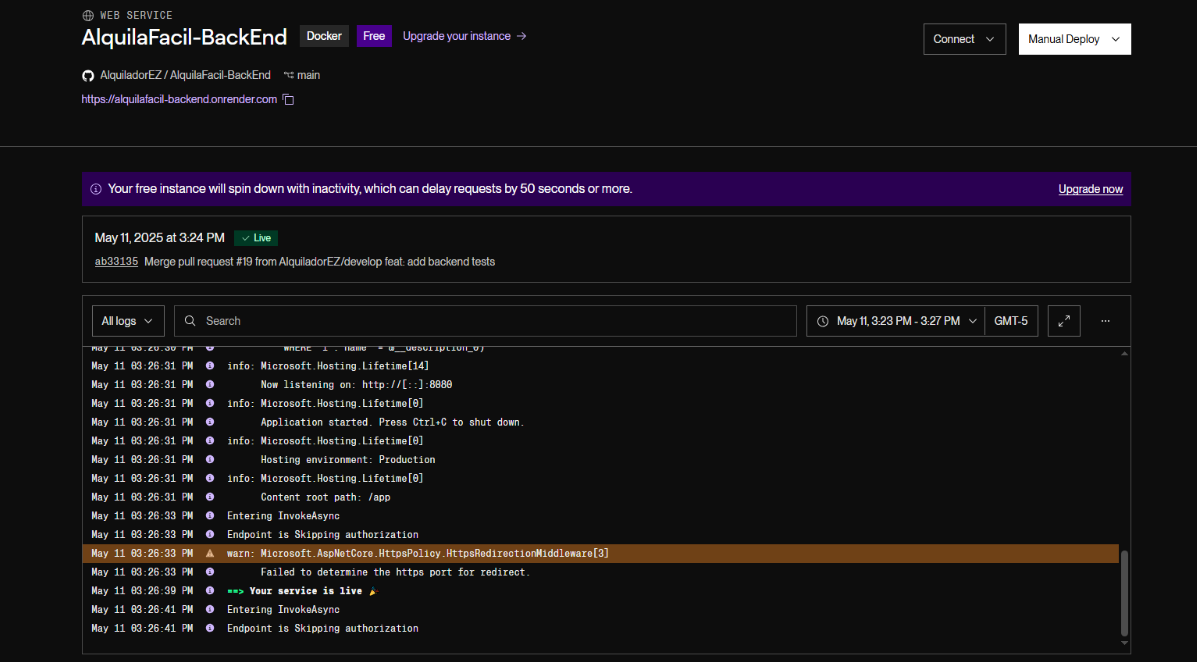 WEB SERVICE
AlquilaFacil-BackEnd Docker Free Upgrade your instance → Connect Manual Deploy
AlquiladorEZ / AlquilaFacil-BackEnd main
https://alquilafacil-backend.onrender.com
Your free instance will spin down with inactivity, which can delay requests by 50 seconds or more. Upgrade now
May 11, 2025 at 3:24 PM Live
ab33135 Merge pull request #19 from AlquiladorEZ/develop feat: add backend tests
All logs Search May 11, 3:23 PM - 3:27 PM GMT-5 ...
May 11 03:26:30 PM
May 11 03:26:31 PM info: Microsoft.Hosting.Lifetime[14]
May 11 03:26:31 PM Now listening on: http://[::]:8080
May 11 03:26:31 PM info: Microsoft.Hosting.Lifetime[0]
May 11 03:26:31 PM Application started. Press Ctrl+C to shut down.
May 11 03:26:31 PM info: Microsoft.Hosting.Lifetime[0]
May 11 03:26:31 PM Hosting environment: Production
May 11 03:26:31 PM info: Microsoft.Hosting.Lifetime[0]
May 11 03:26:31 PM Content root path: /app
May 11 03:26:33 PM Entering InvokeAsync
May 11 03:26:33 PM Endpoint is Skipping authorization
May 11 03:26:33 PM warn: Microsoft.AspNetCore.HttpsPolicy.HttpsRedirectionMiddleware[3]
May 11 03:26:33 PM Failed to determine the https port for redirect.
May 11 03:26:39 PM ==> Your service is live 🎉
May 11 03:26:41 PM Entering InvokeAsync
May 11 03:26:41 PM Endpoint is Skipping authorization